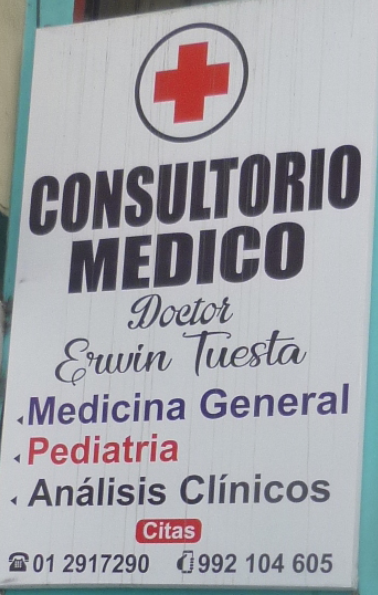 CONSULTORIO
MEDICO
Doctor
Erwin Tuesta
Medicina General
Pediatria
Análisis Clínicos
Citas
01 2917290 992 104 605